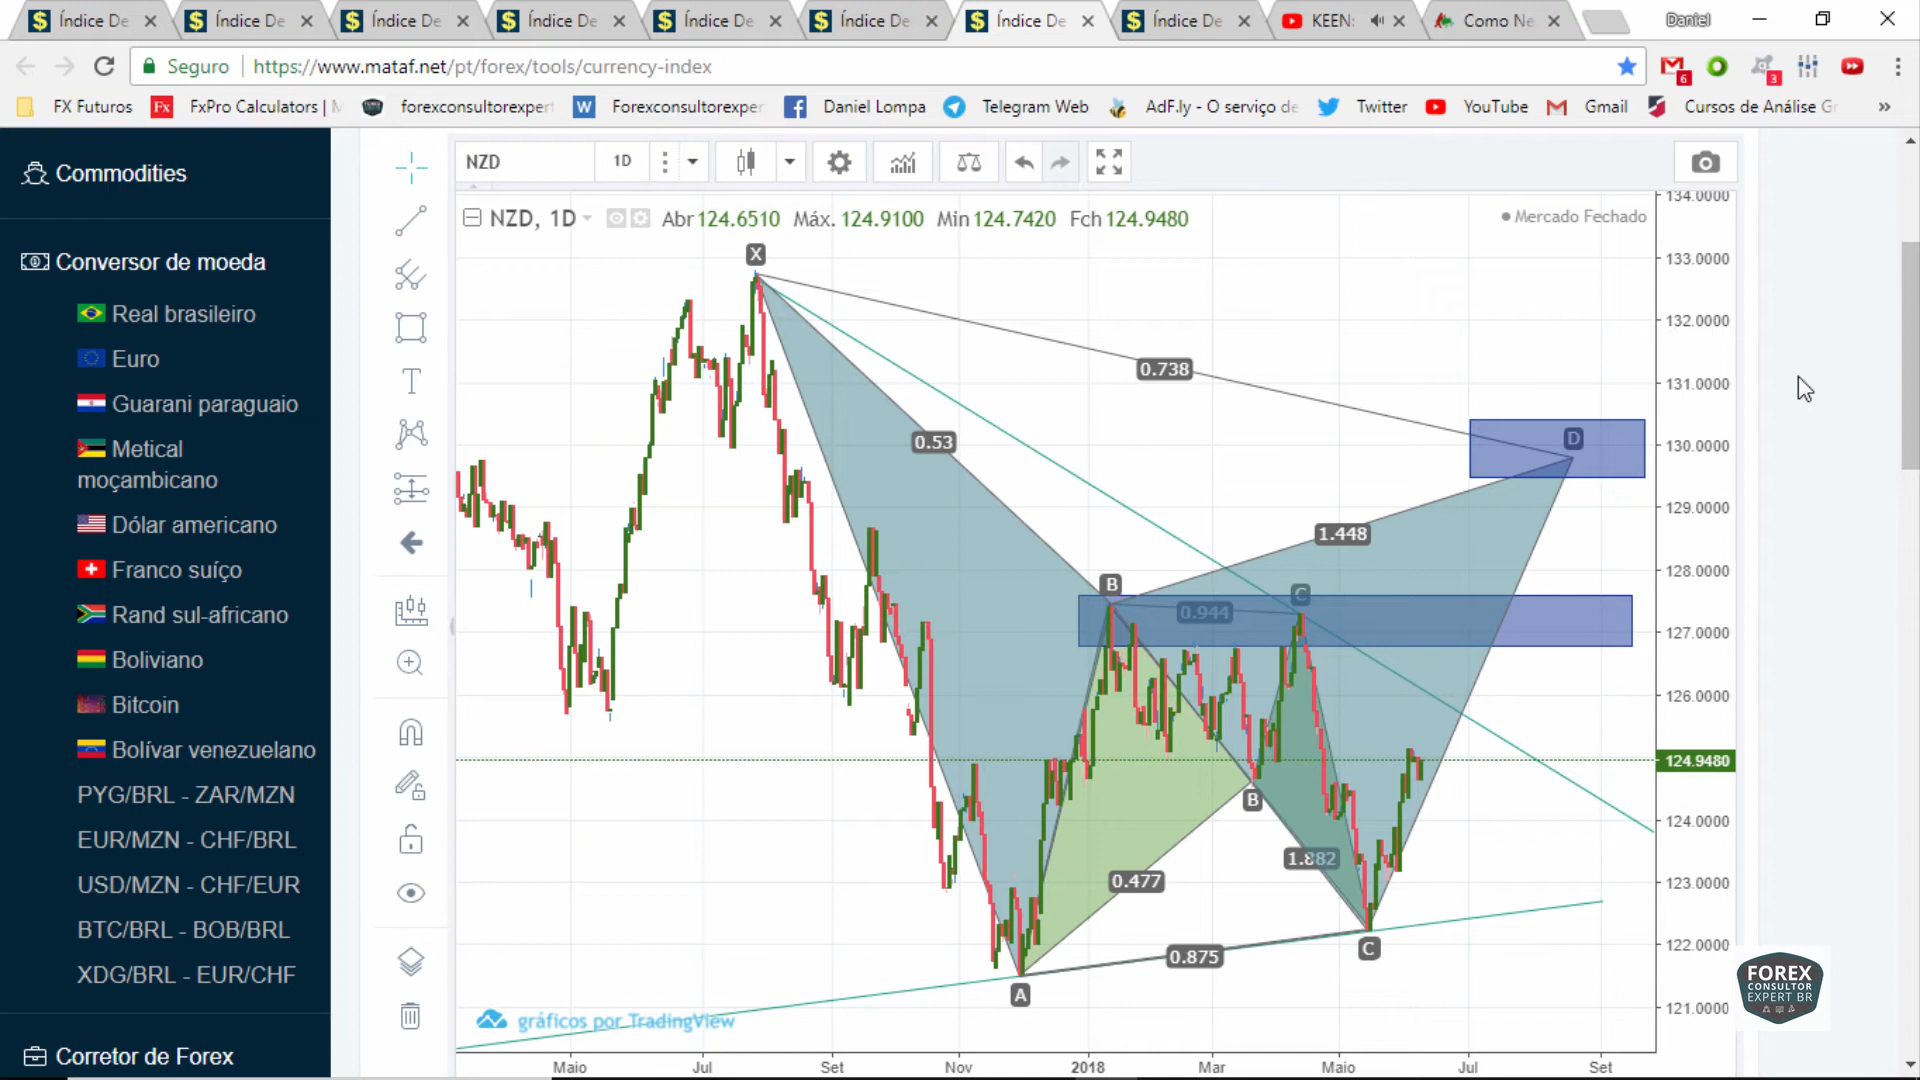 Índice De
Índice De
Índice De
Índice De
Índice De
Índice De
Índice De
Índice De
KEEN:
Como Ne
Daniel
Seguro
https://www.mataf.net/pt/forex/tools/currency-index
6
3
FX Futuros
Fx
FxPro Calculators |
forexconsultorexpert
W
Forexconsultorexper
Daniel Lompa
Telegram Web
AdF.ly - O serviço de
Twitter
YouTube
Gmail
Cursos de Análise Gr
»
Commodities
Conversor de moeda
Real brasileiro
Euro
Guarani paraguaio
Metical
moçambicano
Dólar americano
Franco suíço
Rand sul-africano
Boliviano
Bitcoin
Bolívar venezuelano
PYG/BRL - ZAR/MZN
EUR/MZN - CHF/BRL
USD/MZN - CHF/EUR
BTC/BRL - BOB/BRL
XDG/BRL - EUR/CHF
Corretor de Forex
NZD
1D
NZD, 1D
Abr 124.6510 Máx. 124.9100 Min 124.7420 Fch 124.9480
Mercado Fechado
X
0.738
0.53
D
1.448
B
0.944
C
B
1.882
0.477
0.875
C
A
134.0000
133.0000
132.0000
131.0000
130.0000
129.0000
128.0000
127.0000
126.0000
124.9480
124.0000
123.0000
122.0000
121.0000
gráficos por TradingView
Maio
Jul
Set
Nov
2018
Mar
Maio
Jul
Set
FOREX
CONSULTOR
EXPERT BR